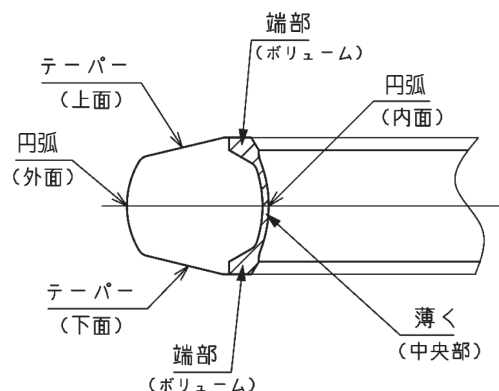 端部
(ボリューム)
テーパー
(上面)
円弧
(内面)
円弧
(外面)
テーパー
(下面)
薄く
(中央部)
端部
(ボリューム)